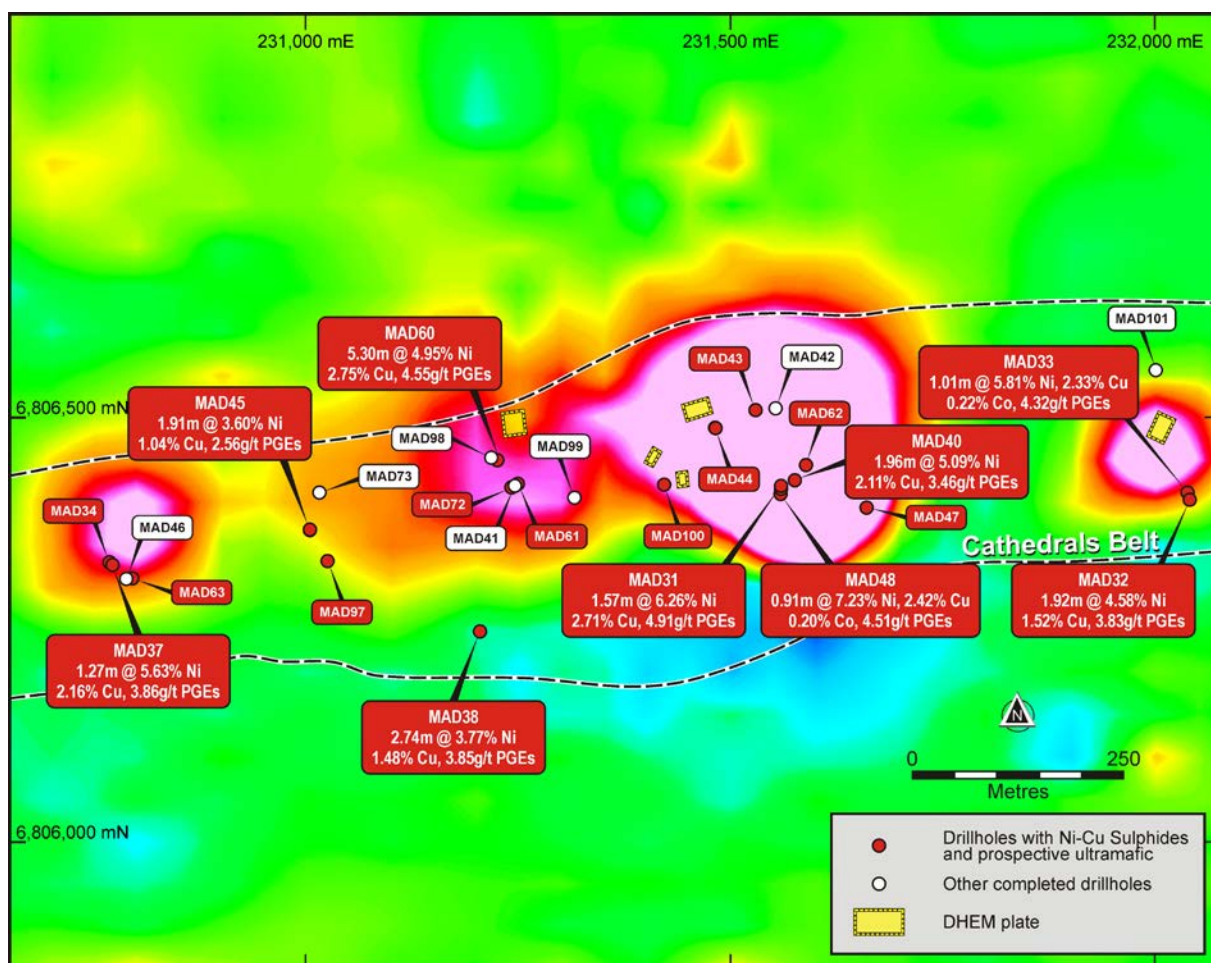 231,000 mE
231,500 mE
232,000 mE
MAD101
MAD60
5.30m @ 4.95% Ni
2.75% Cu, 4.55g/t PGEs
MAD43
MAD42
MAD33
1.01m @ 5.81% Ni, 2.33% Cu
0.22% Co, 4.32g/t PGEs
6,806,500 mN
MAD45
1.91m @ 3.60% Ni
1.04% Cu, 2.56g/t PGEs
MAD62
MAD98
MAD99
MAD40
1.96m @ 5.09% Ni
2.11% Cu, 3.46g/t PGEs
MAD73
MAD44
MAD72
MAD34
MAD46
MAD41
MAD61
MAD100
MAD47
Cathedrals Belt
MAD63
MAD97
MAD31
1.57m @ 6.26% Ni
2.71% Cu, 4.91g/t PGEs
MAD48
0.91m @ 7.23% Ni, 2.42% Cu
0.20% Co, 4.51g/t PGEs
MAD32
1.92m @ 4.58% Ni
1.52% Cu, 3.83g/t PGEs
MAD37
1.27m @ 5.63% Ni
2.16% Cu, 3.86g/t PGEs
MAD38
2.74m @ 3.77% Ni
1.48% Cu, 3.85g/t PGEs
N
0
250
Metres
6,806,000 mN
Drillholes with Ni-Cu Sulphides
and prospective ultramafic
Other completed drillholes
DHEM plate